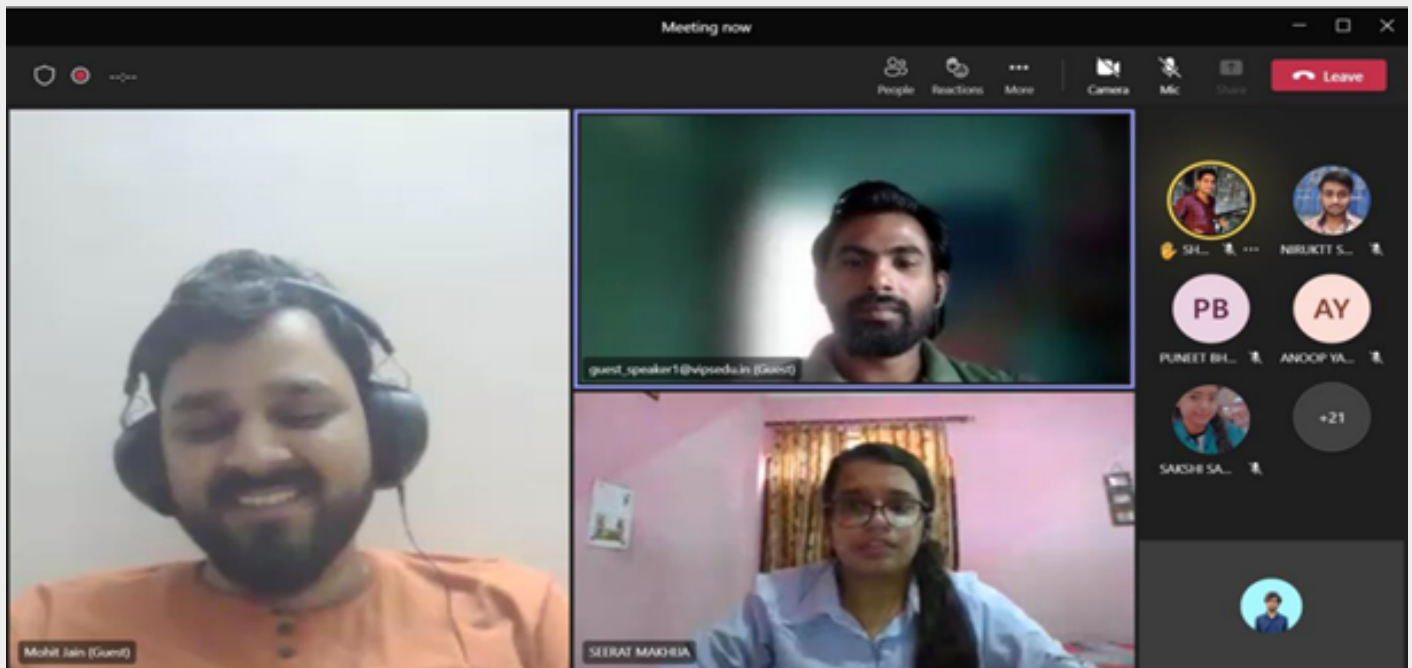 Meeting now
--:--
People Reactions More Camera Mic Share Leave
SH... NIRUKTT S...
PB AY
PUNEET BH... ANOOP YA...
+21
SAKSHI SA...
guest_speaker1@vipsedu.in (Guest)
Mohit Jain (Guest)
SEERAT MAKHIJA